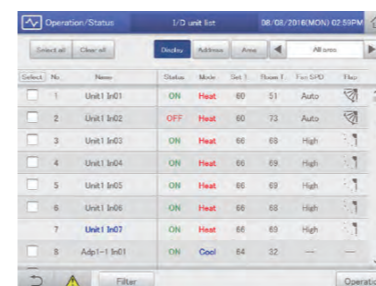 Operation/Status I/D unit list 08/08/2016(MON) 02:59PM
Select all Clear all Display Address Area All area
Select No. Name Status Mode Set T. Room T. Fan SPD Flap
1 Unit1 In01 ON Heat 60 51 Auto
2 Unit1 In02 OFF Heat 60 73 Auto
3 Unit1 In03 ON Heat 66 68 High
4 Unit1 In04 ON Heat 66 69 High
5 Unit1 In05 ON Heat 66 69 High
6 Unit1 In06 ON Heat 66 68 High
7 Unit1 In07 ON Heat 66 69 High
8 Adp1-1 In01 ON Cool 64 32 — —
Filter Operatio